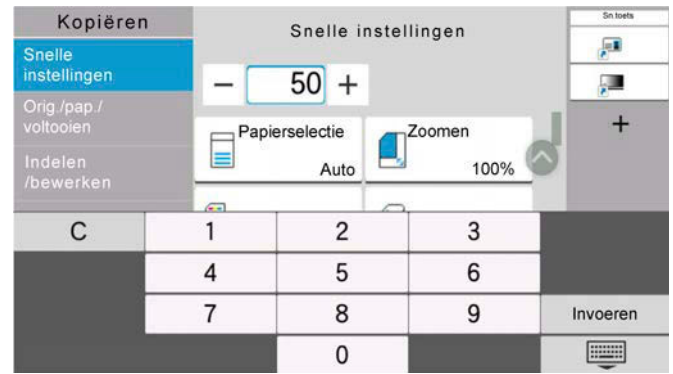 Kopiëren
Snelle instellingen
Sn.toets
Snelle
instellingen
Orig./pap./
voltooien
Indelen
/bewerken
− 50 +
Papierselectie
Auto
Zoomen
100%
+
C 1 2 3
4 5 6
7 8 9 Invoeren
0